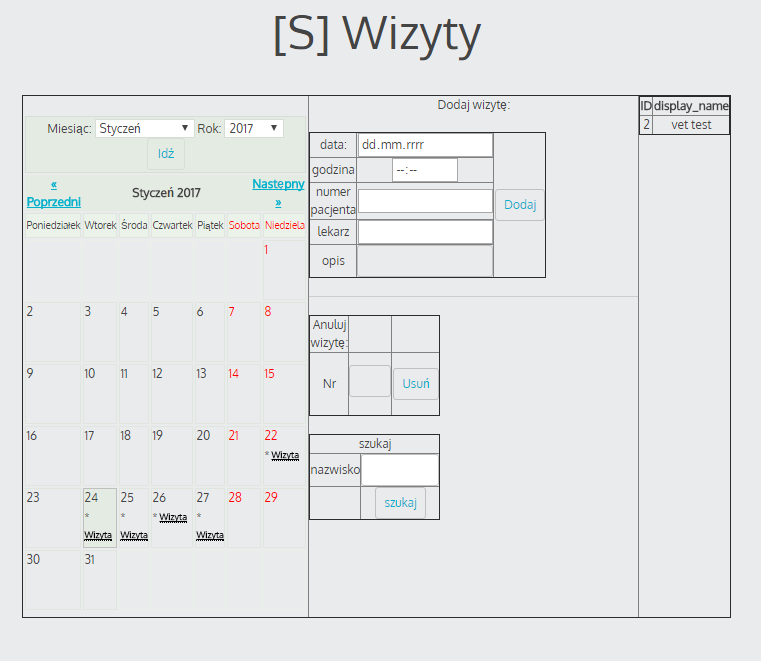 [S] Wizyty
Miesiąc: Styczeń Rok: 2017
Idź
« Poprzedni
Styczeń 2017
Następny »
Poniedziałek Wtorek Środa Czwartek Piątek Sobota Niedziela
1
2 3 4 5 6 7 8
9 10 11 12 13 14 15
16 17 18 19 20 21 22
* Wizyta
23 24 25 26 27 28 29
* * * Wizyta *
Wizyta Wizyta Wizyta
30 31
Dodaj wizytę:
data: dd.mm.rrrr
godzina --:--
numer
pacjenta
Dodaj
lekarz
opis
Anuluj
wizytę:
Nr Usuń
szukaj
nazwisko
szukaj
ID display_name
2 vet test